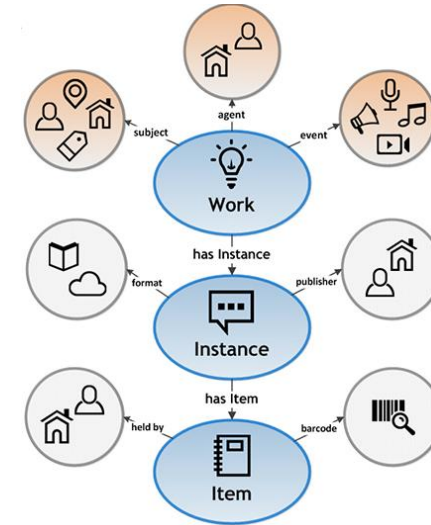 agent
subject
event
Work
has Instance
format
publisher
Instance
has Item
held by
barcode
Item